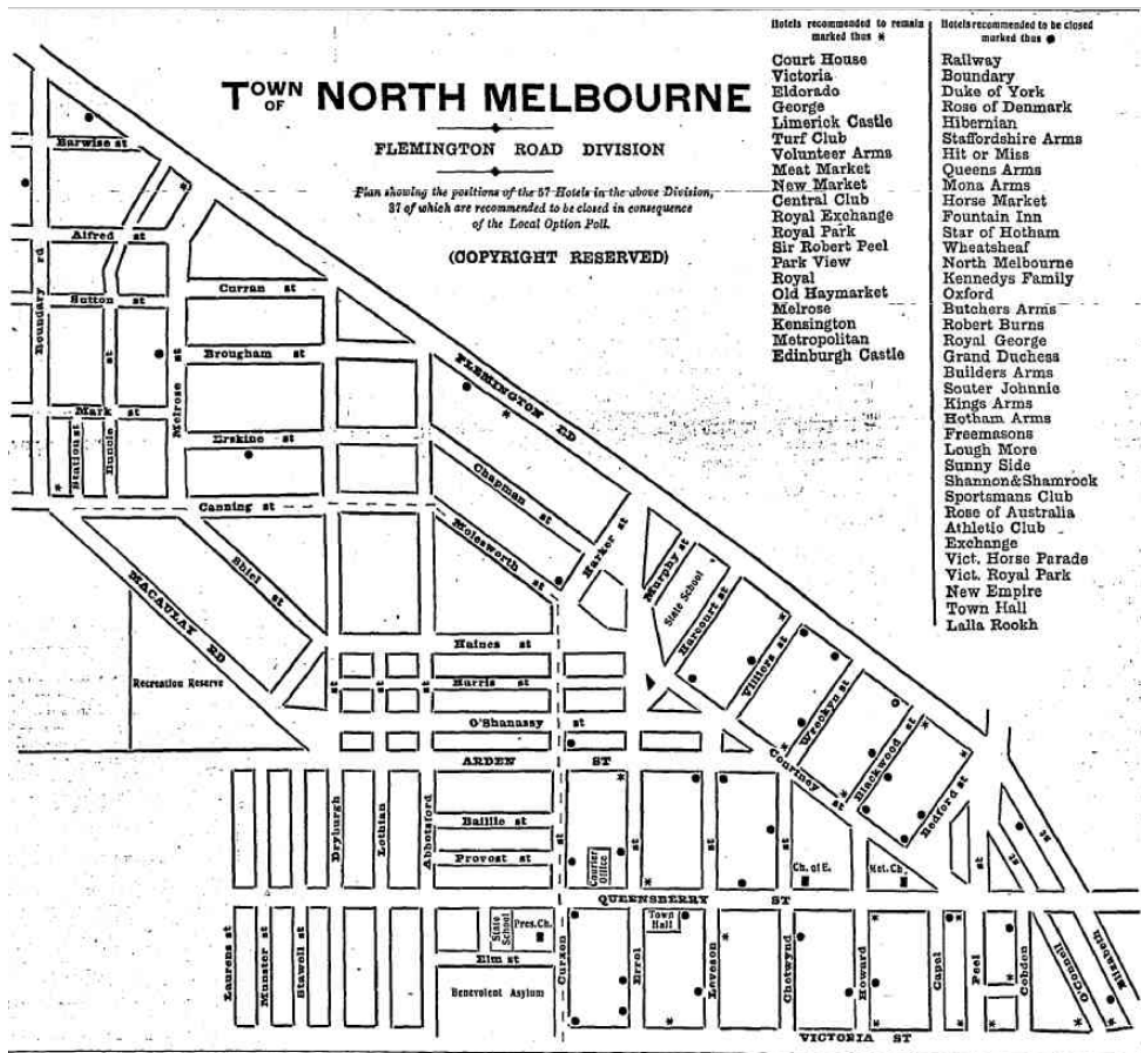 TOWN OF NORTH MELBOURNE
FLEMINGTON ROAD DIVISION
Plan showing the positions of the 57 Hotels in the above Division,
37 of which are recommended to be closed in consequence
of the Local Option Poll.
(COPYRIGHT RESERVED)
Hotels recommended to remain
marked thus *
Court House
Victoria
Eldorado
George
Limerick Castle
Turf Club
Volunteer Arms
Meat Market
New Market
Central Club
Royal Exchange
Royal Park
Sir Robert Peel
Park View
Royal
Old Haymarket
Melrose
Kensington
Metropolitan
Edinburgh Castle
Hotels recommended to be closed
marked thus ●
Railway
Boundary
Duke of York
Rose of Denmark
Hibernian
Staffordshire Arms
Hit or Miss
Queens Arms
Mona Arms
Horse Market
Fountain Inn
Star of Hotham
Wheatsheaf
North Melbourne
Kennedys Family
Oxford
Butchers Arms
Robert Burns
Royal George
Grand Duchess
Builders Arms
Souter Johnnie
Kings Arms
Hotham Arms
Freemasons
Lough More
Sunny Side
Shannon&Shamrock
Sportsmans Club
Rose of Australia
Athletic Club
Exchange
Vict. Horse Parade
Vict. Royal Park
New Empire
Town Hall
Lalla Rookh
Barwise st
Alfred st
Boundary rd
Sutton st
Curran st
Brougham st
Melrose st
Mark st
Station st
Erskine st
Canning st
FLEMINGTON RD
Chapman st
Molesworth st
Harker st
Murphy st
State School
Harcourt st
Villiers st
Wreckyn st
Blackwood st
Courtney st
Bedford st
Shiel st
MACAULAY RD
Recreation Reserve
Haines st
Harris st
O'Shanassy st
ARDEN ST
Dryburgh st
Lothian st
Abbotsford st
Baillie st
Provost st
Courier Office
Ch. of E.
QUEENSBERRY ST
Laurens st
Munster st
Stawell st
State School
Pres. Ch.
Elm st
Benevolent Asylum
Curzon st
Errol st
Town Hall
Leveson st
Chetwynd st
Howard
Capel
Peel st
Cobden
O'Connell st
Elizabeth st
VICTORIA ST